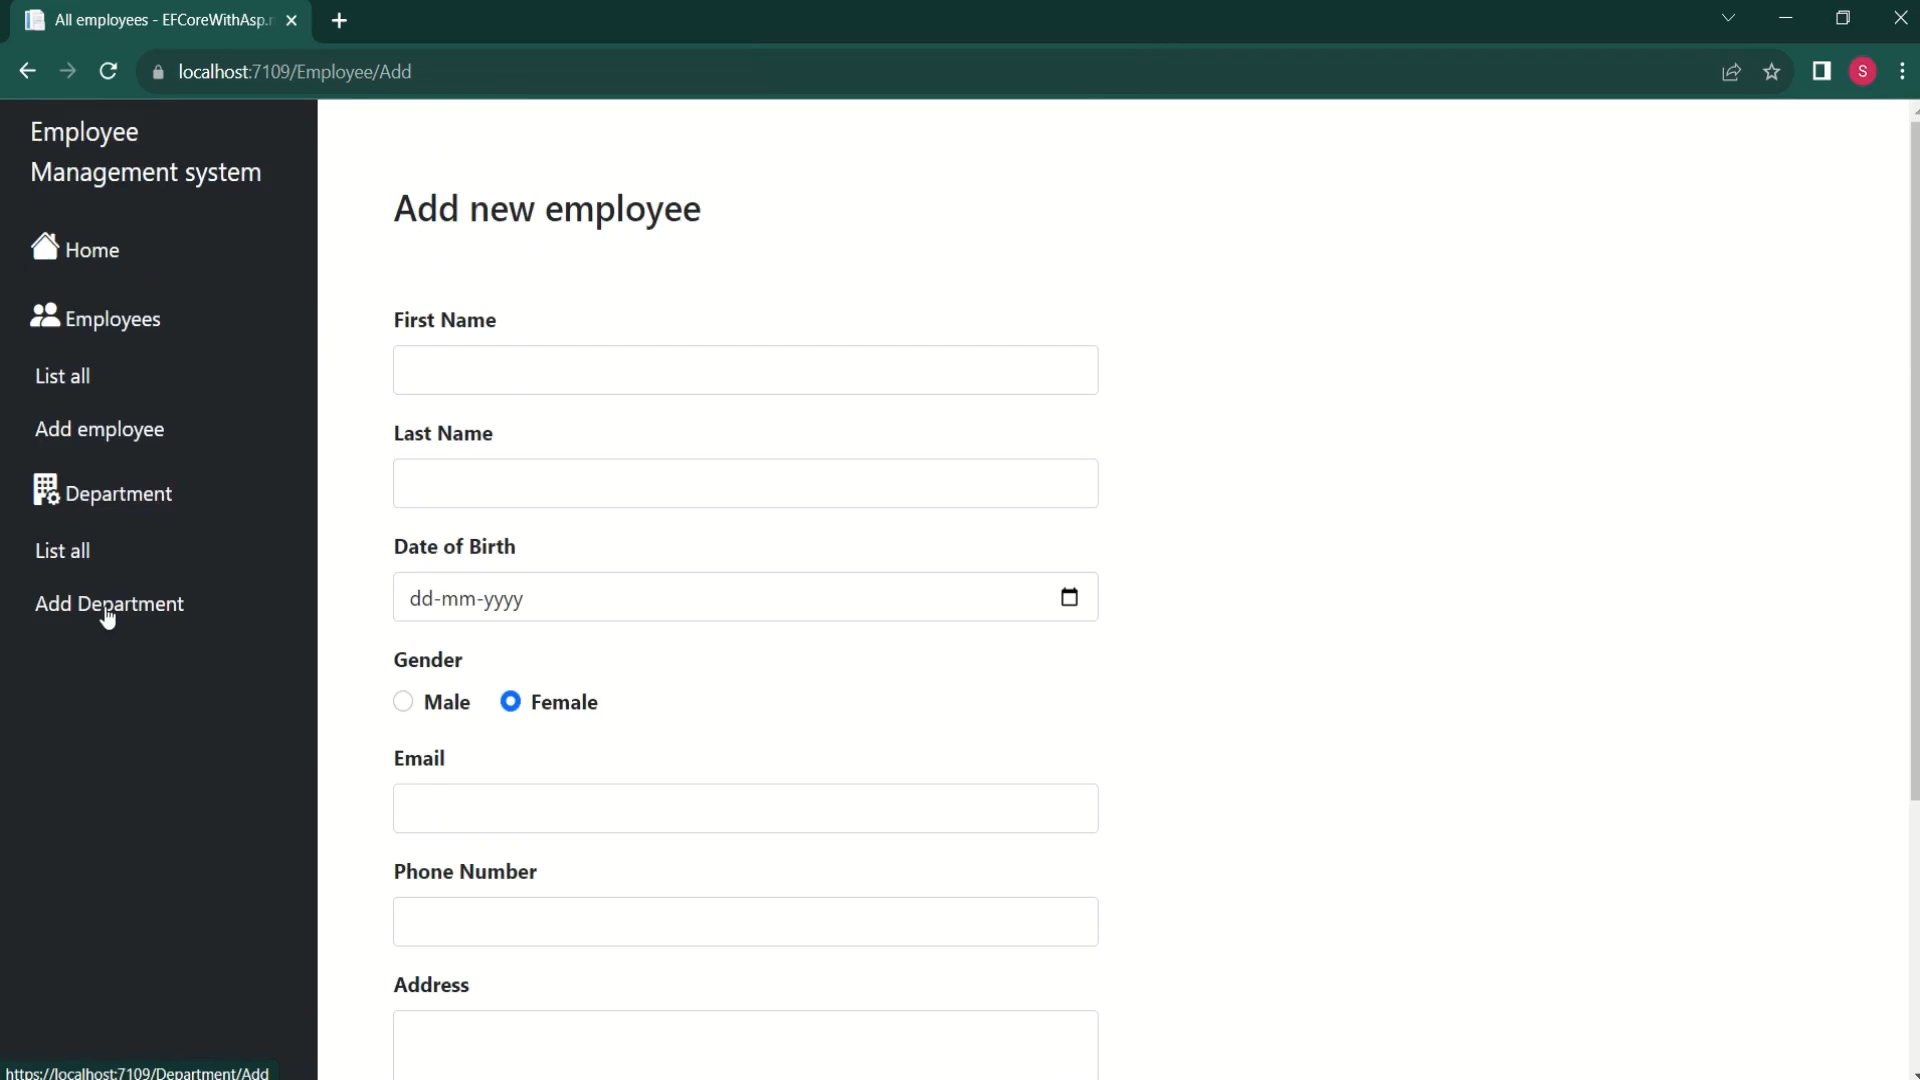 All employees - EFCoreWithAsp.n
localhost:7109/Employee/Add
S
Employee
Management system
Home
Employees
List all
Add employee
Department
List all
Add Department
Add new employee
First Name
Last Name
Date of Birth
dd-mm-yyyy
Gender
Male Female
Email
Phone Number
Address
https://localhost:7109/Department/Add